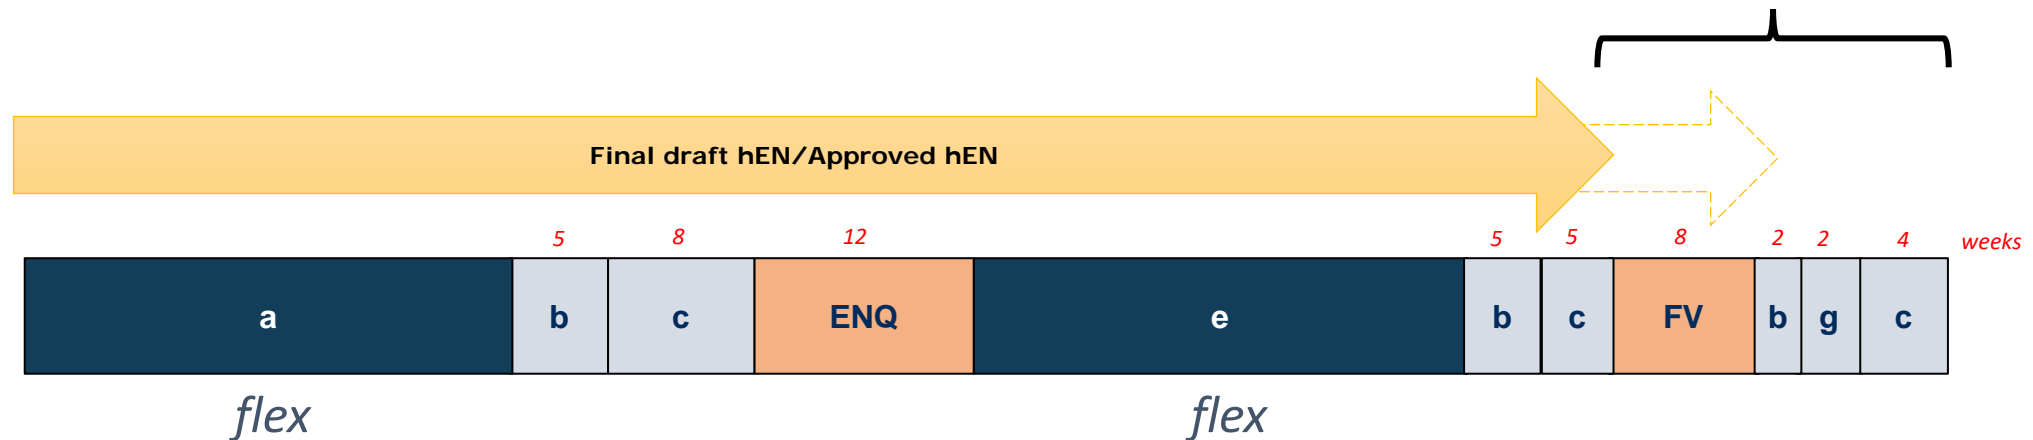 Final draft hEN/Approved hEN
5 8 12 5 5 8 2 2 4 weeks
a b c ENQ e b c FV b g c
flex flex